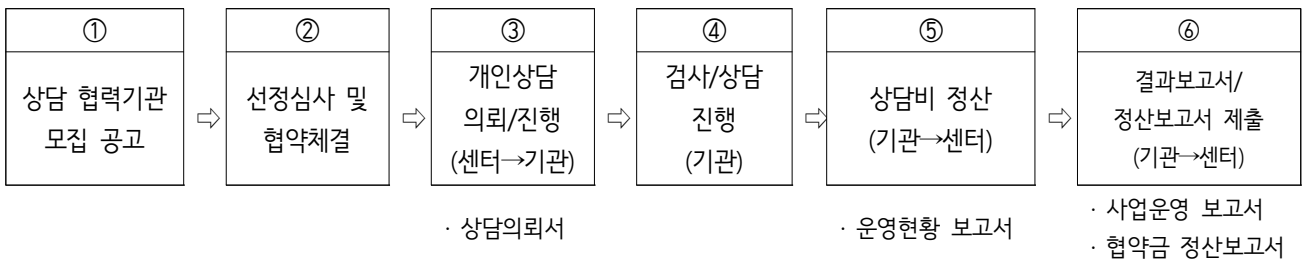 ①
상담 협력기관
모집 공고
⇨
②
선정심사 및
협약체결
⇨
③
개인상담
의뢰/진행
(센터→기관)
· 상담의뢰서
⇨
④
검사/상담
진행
(기관)
⇨
⑤
상담비 정산
(기관→센터)
· 운영현황 보고서
⇨
⑥
결과보고서/
정산보고서 제출
(기관→센터)
· 사업운영 보고서
· 협약금 정산보고서